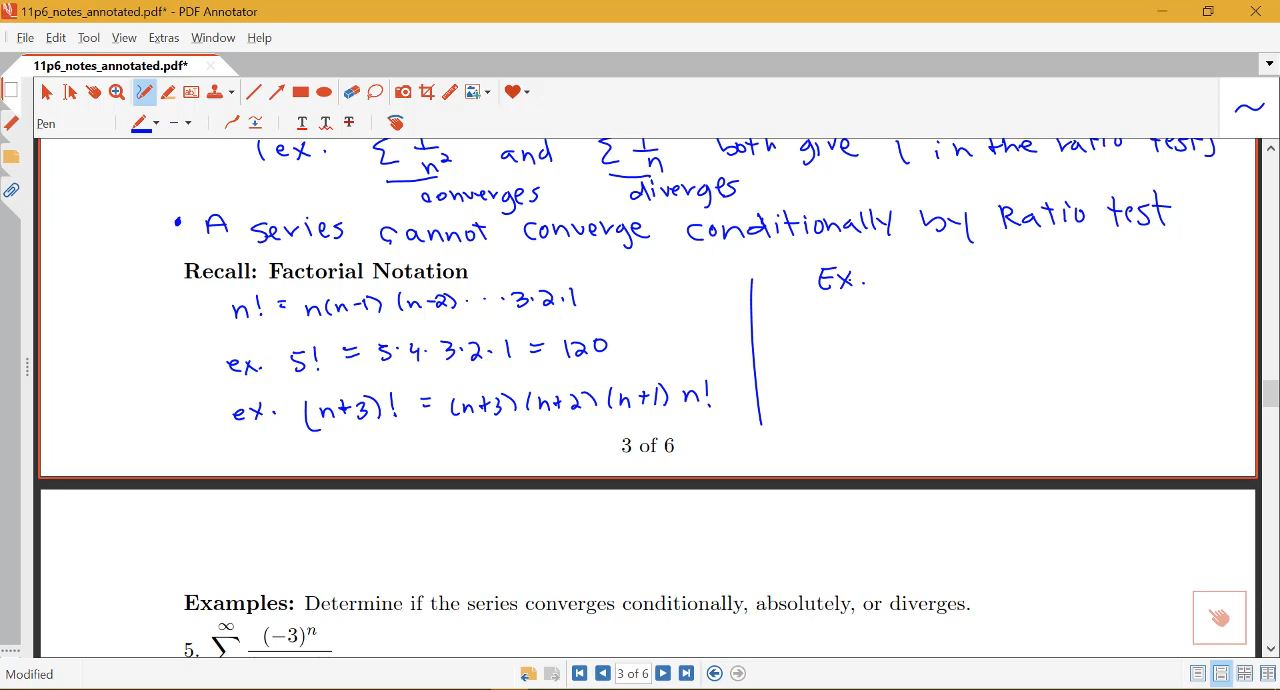 11p6_notes_annotated.pdf* - PDF Annotator
File Edit Tool View Extras Window Help
11p6_notes_annotated.pdf*
Pen
(ex. Σ 1/n² and Σ 1/n both give 1 in the ratio test)
converges diverges
• A series cannot converge conditionally by Ratio test
Recall: Factorial Notation
n! = n(n-1)(n-2)···3·2·1
ex. 5! = 5·4·3·2·1 = 120
ex. (n+3)! = (n+3)(n+2)(n+1) n!
Ex.
3 of 6
Examples: Determine if the series converges conditionally, absolutely, or diverges.
5. ∑ ∞ (−3)ⁿ
Modified
3 of 6